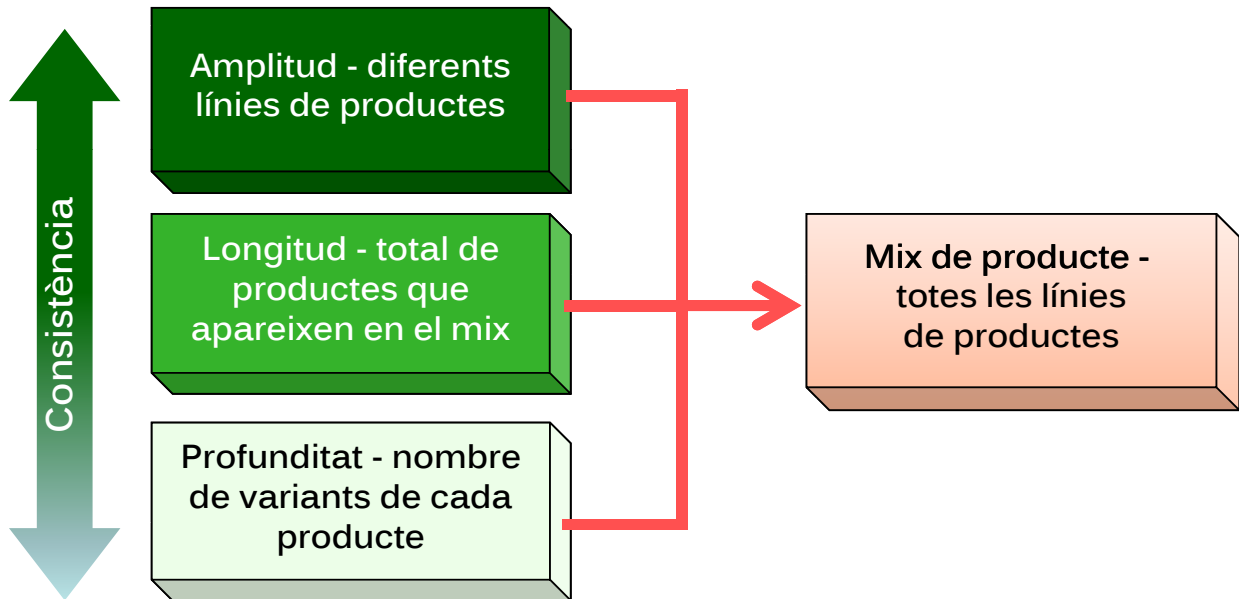 Consistència
Amplitud - diferents
línies de productes
Longitud - total de
productes que
apareixen en el mix
Profunditat - nombre
de variants de cada
producte
Mix de producte -
totes les línies
de productes